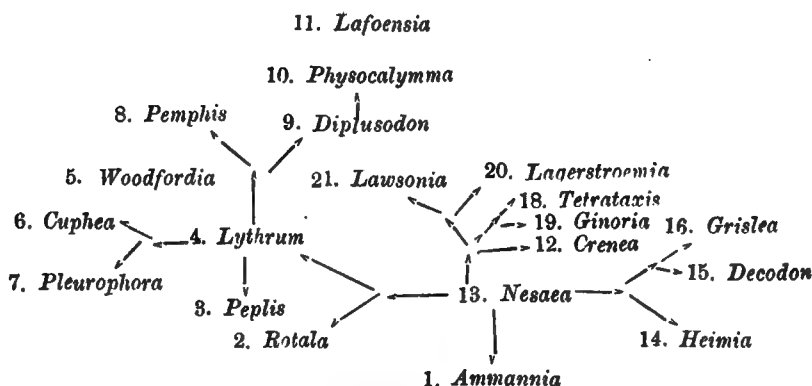 11. Lafoensia
10. Physocalymma
8. Pemphis
9. Diplusodon
20. Lagerstroemia
5. Woodfordia
21. Lawsonia
18. Tetrataxis
19. Ginoria
16. Grislea
6. Cuphea
4. Lythrum
12. Crenea
15. Decodon
7. Pleurophora
3. Peplis
13. Nesaea
2. Rotala
14. Heimia
1. Ammannia